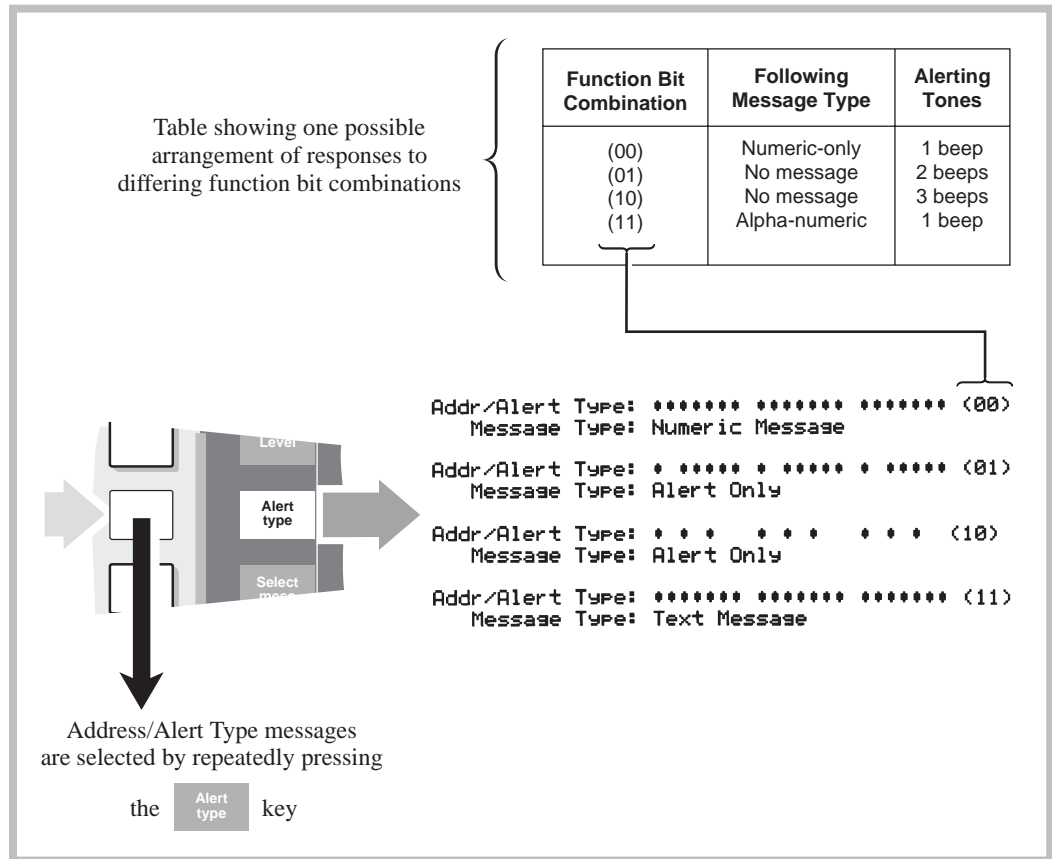 Table showing one possible
arrangement of responses to
differing function bit combinations
Function Bit Combination Following Message Type Alerting Tones
(00) Numeric-only 1 beep
(01) No message 2 beeps
(10) No message 3 beeps
(11) Alpha-numeric 1 beep
Addr/Alert Type: (00)
Message Type: Numeric Message
Addr/Alert Type: (01)
Message Type: Alert Only
Addr/Alert Type: (10)
Message Type: Alert Only
Addr/Alert Type: (11)
Message Type: Text Message
Level
Alert
type
Select
Address/Alert Type messages
are selected by repeatedly pressing
the Alert type key